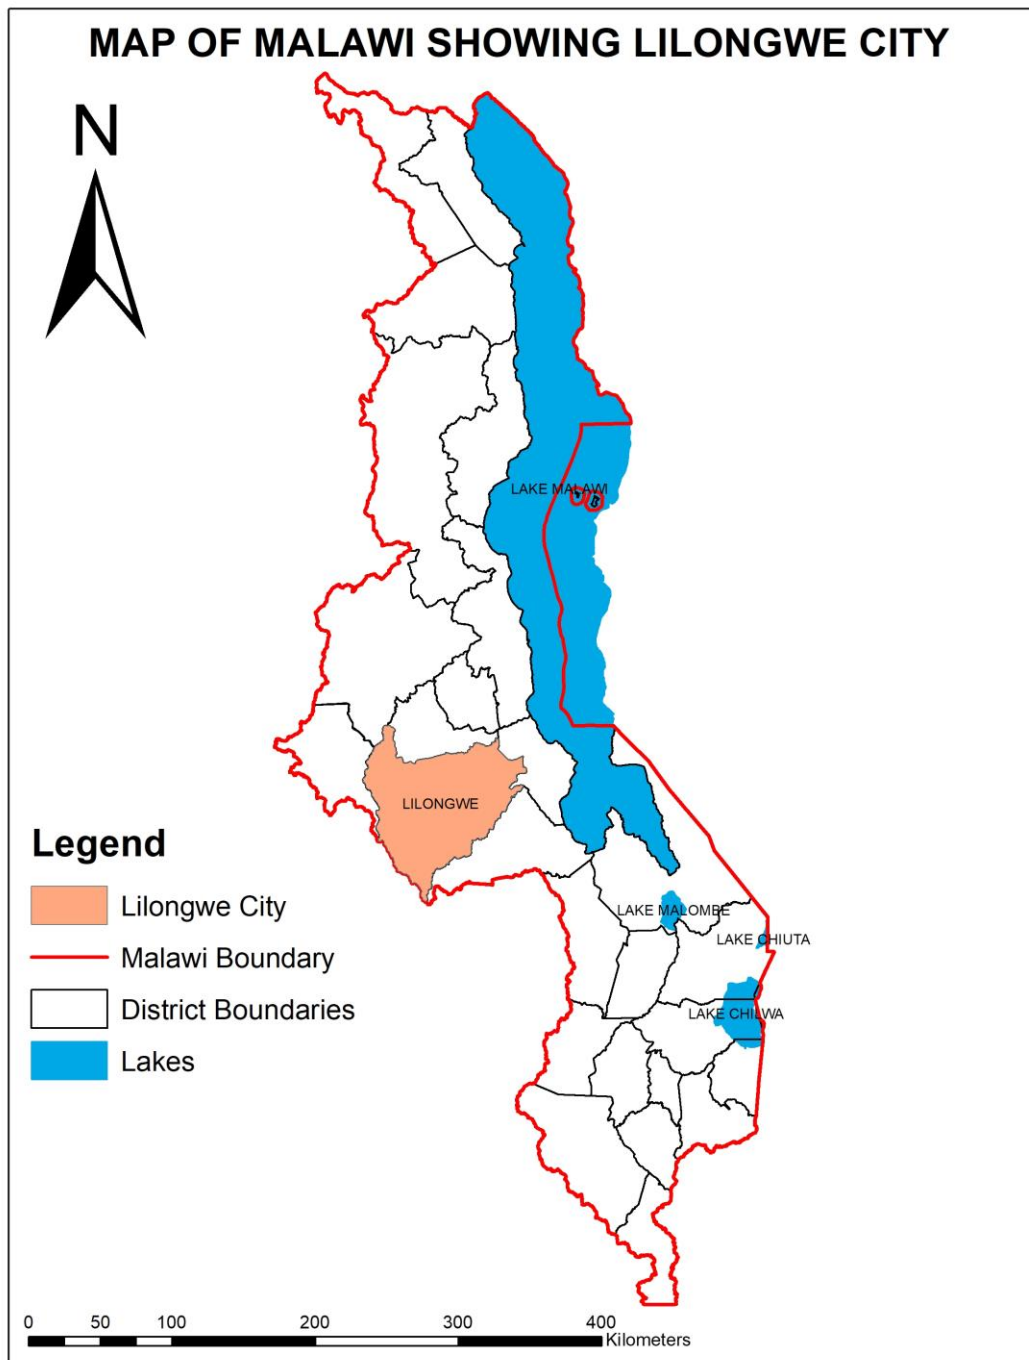 MAP OF MALAWI SHOWING LILONGWE CITY
N
LAKE MALAWI
LILONGWE
LAKE MALOMBE
LAKE CHIUTA
LAKE CHILWA
Legend
Lilongwe City
Malawi Boundary
District Boundaries
Lakes
0 50 100 200 300 400
Kilometers